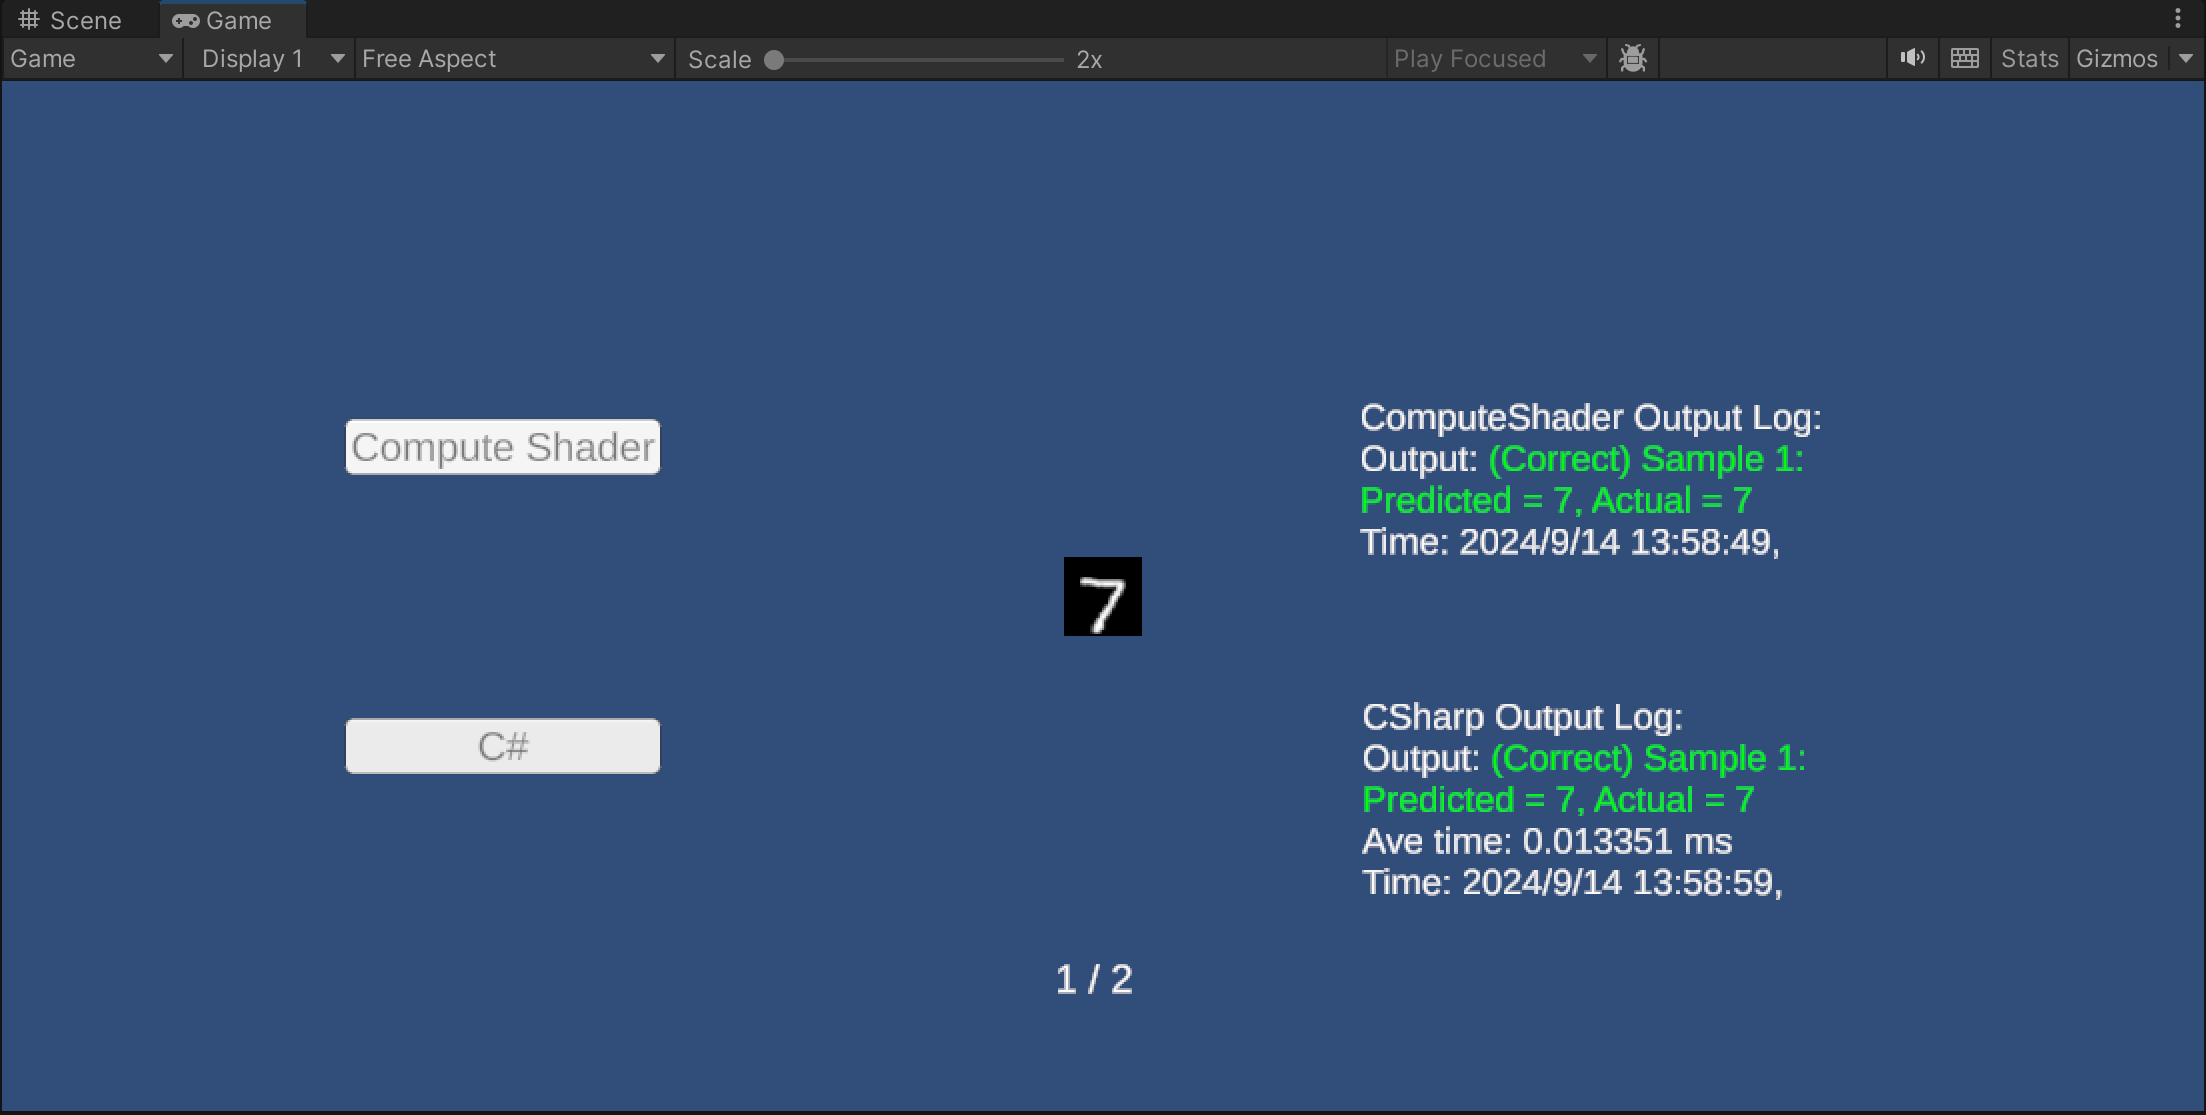 Scene
Game
Game
Display 1
Free Aspect
Scale
2x
Play Focused
Stats
Gizmos
Compute Shader
ComputeShader Output Log:
Output: (Correct) Sample 1:
Predicted = 7, Actual = 7
Time: 2024/9/14 13:58:49,
7
C#
CSharp Output Log:
Output: (Correct) Sample 1:
Predicted = 7, Actual = 7
Ave time: 0.013351 ms
Time: 2024/9/14 13:58:59,
1 / 2